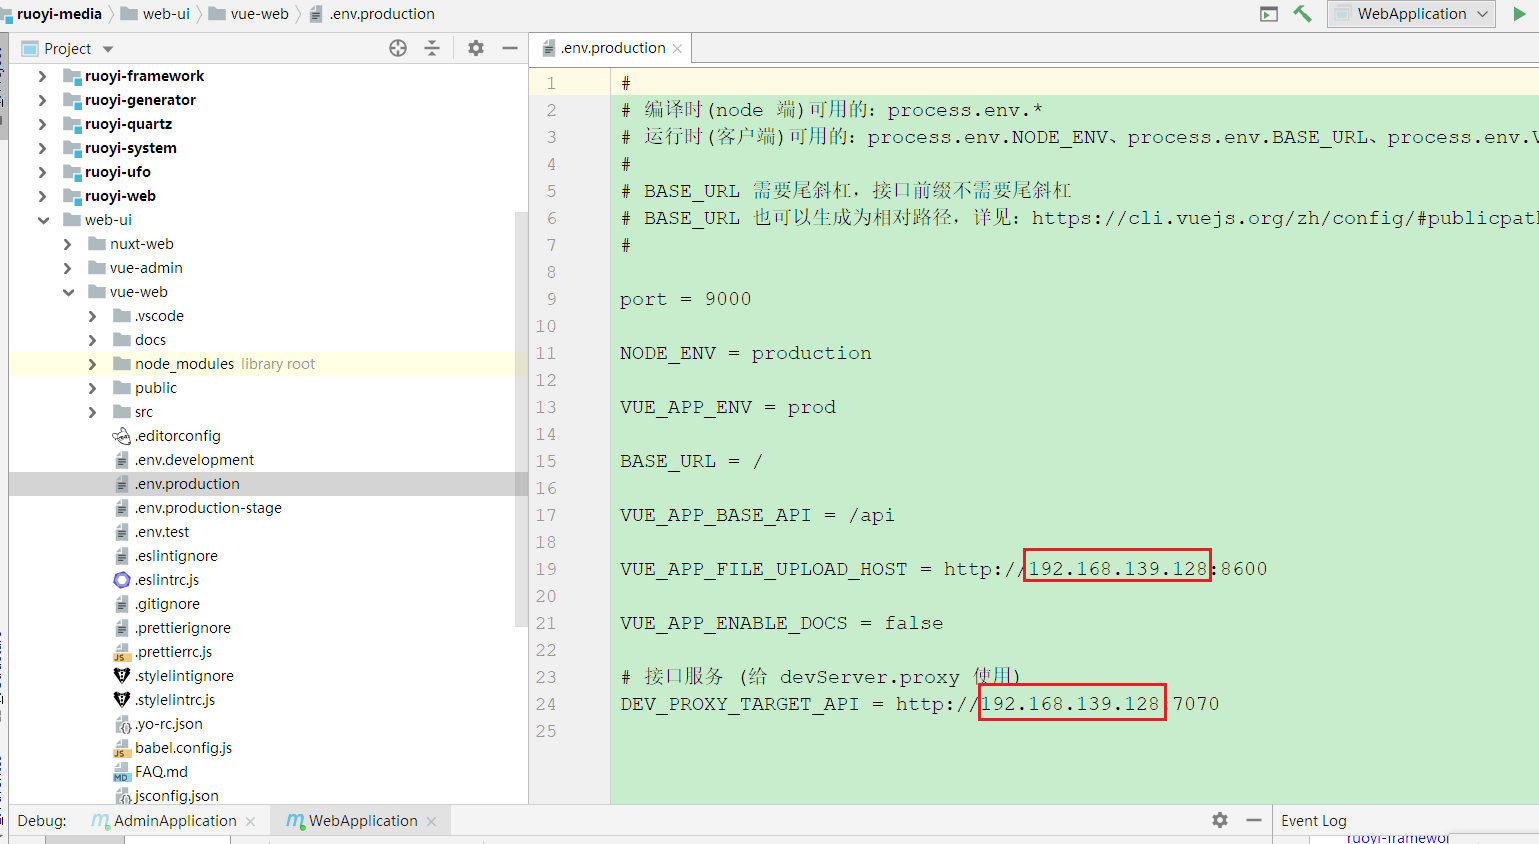 ruoyi-media web-ui vue-web .env.production
WebApplication
Project
.env.production
ruoyi-framework
ruoyi-generator
ruoyi-quartz
ruoyi-system
ruoyi-ufo
ruoyi-web
web-ui
nuxt-web
vue-admin
vue-web
.vscode
docs
node_modules library root
public
src
.editorconfig
.env.development
.env.production
.env.production-stage
.env.test
.eslintignore
.eslintrc.js
.gitignore
.prettierignore
.prettierrc.js
.stylelintignore
.stylelintrc.js
.yo-rc.json
babel.config.js
FAQ.md
jsconfig.json
1 #
2 # 编译时(node 端)可用的：process.env.*
3 # 运行时(客户端)可用的：process.env.NODE_ENV、process.env.BASE_URL、process.env.V
4 #
5 # BASE_URL 需要尾斜杠，接口前缀不需要尾斜杠
6 # BASE_URL 也可以生成为相对路径，详见：https://cli.vuejs.org/zh/config/#publicpath
7 #
8
9 port = 9000
10
11 NODE_ENV = production
12
13 VUE_APP_ENV = prod
14
15 BASE_URL = /
16
17 VUE_APP_BASE_API = /api
18
19 VUE_APP_FILE_UPLOAD_HOST = http://192.168.139.128:8600
20
21 VUE_APP_ENABLE_DOCS = false
22
23 # 接口服务 (给 devServer.proxy 使用)
24 DEV_PROXY_TARGET_API = http://192.168.139.128:7070
25
Debug: AdminApplication WebApplication
Event Log